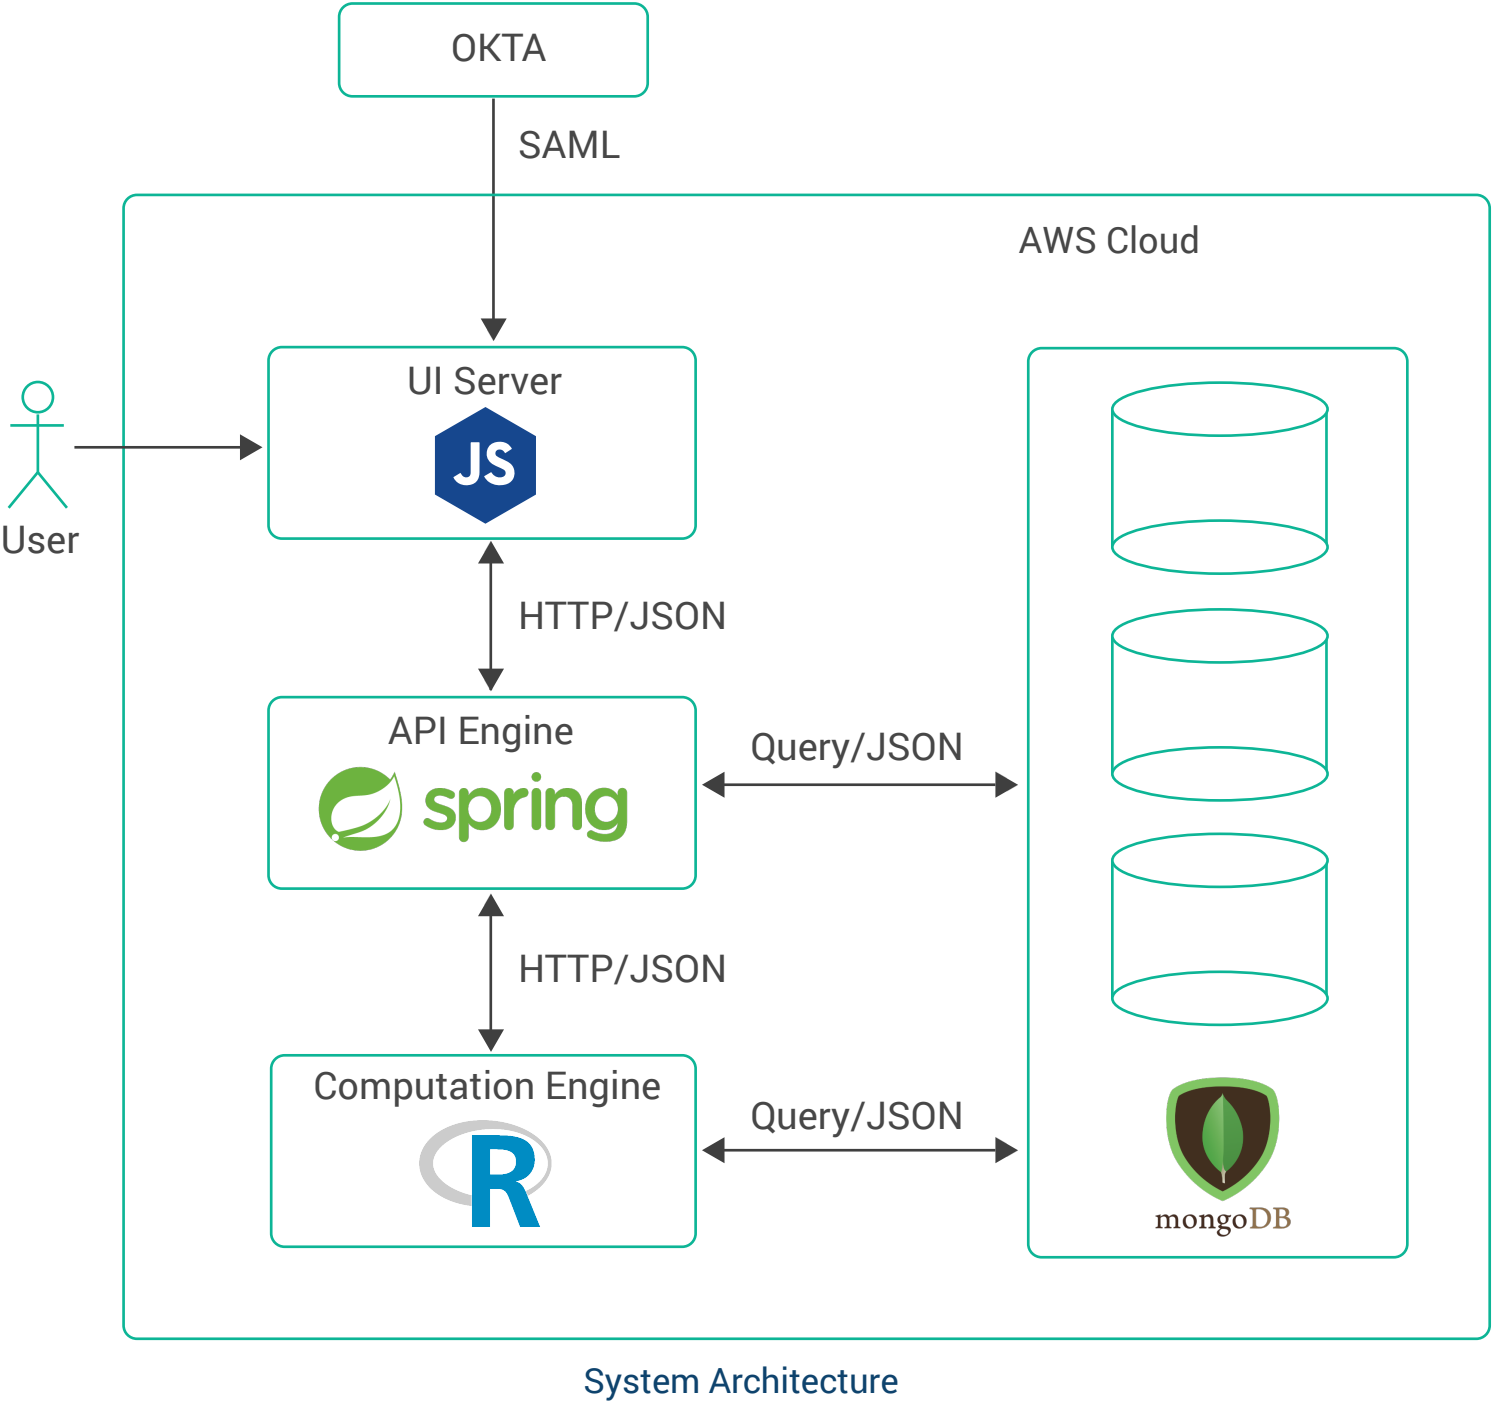 OKTA
SAML
AWS Cloud
UI Server
JS
User
HTTP/JSON
API Engine
spring
Query/JSON
HTTP/JSON
Computation Engine
R
Query/JSON
mongoDB
System Architecture